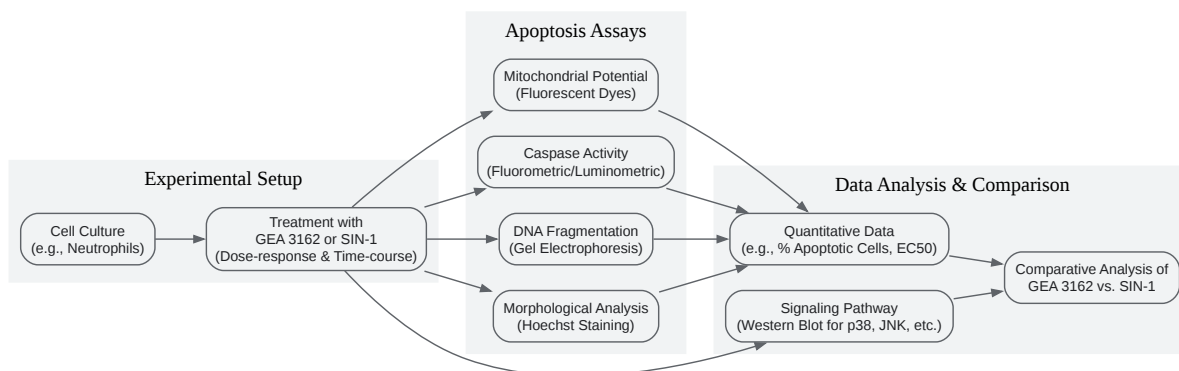 Experimental Setup
Cell Culture
(e.g., Neutrophils)
Treatment with
GEA 3162 or SIN-1
(Dose-response & Time-course)
Apoptosis Assays
Mitochondrial Potential
(Fluorescent Dyes)
Caspase Activity
(Fluorometric/Luminometric)
DNA Fragmentation
(Gel Electrophoresis)
Morphological Analysis
(Hoechst Staining)
Data Analysis & Comparison
Quantitative Data
(e.g., % Apoptotic Cells, EC50)
Signaling Pathway
(Western Blot for p38, JNK, etc.)
Comparative Analysis of
GEA 3162 vs. SIN-1